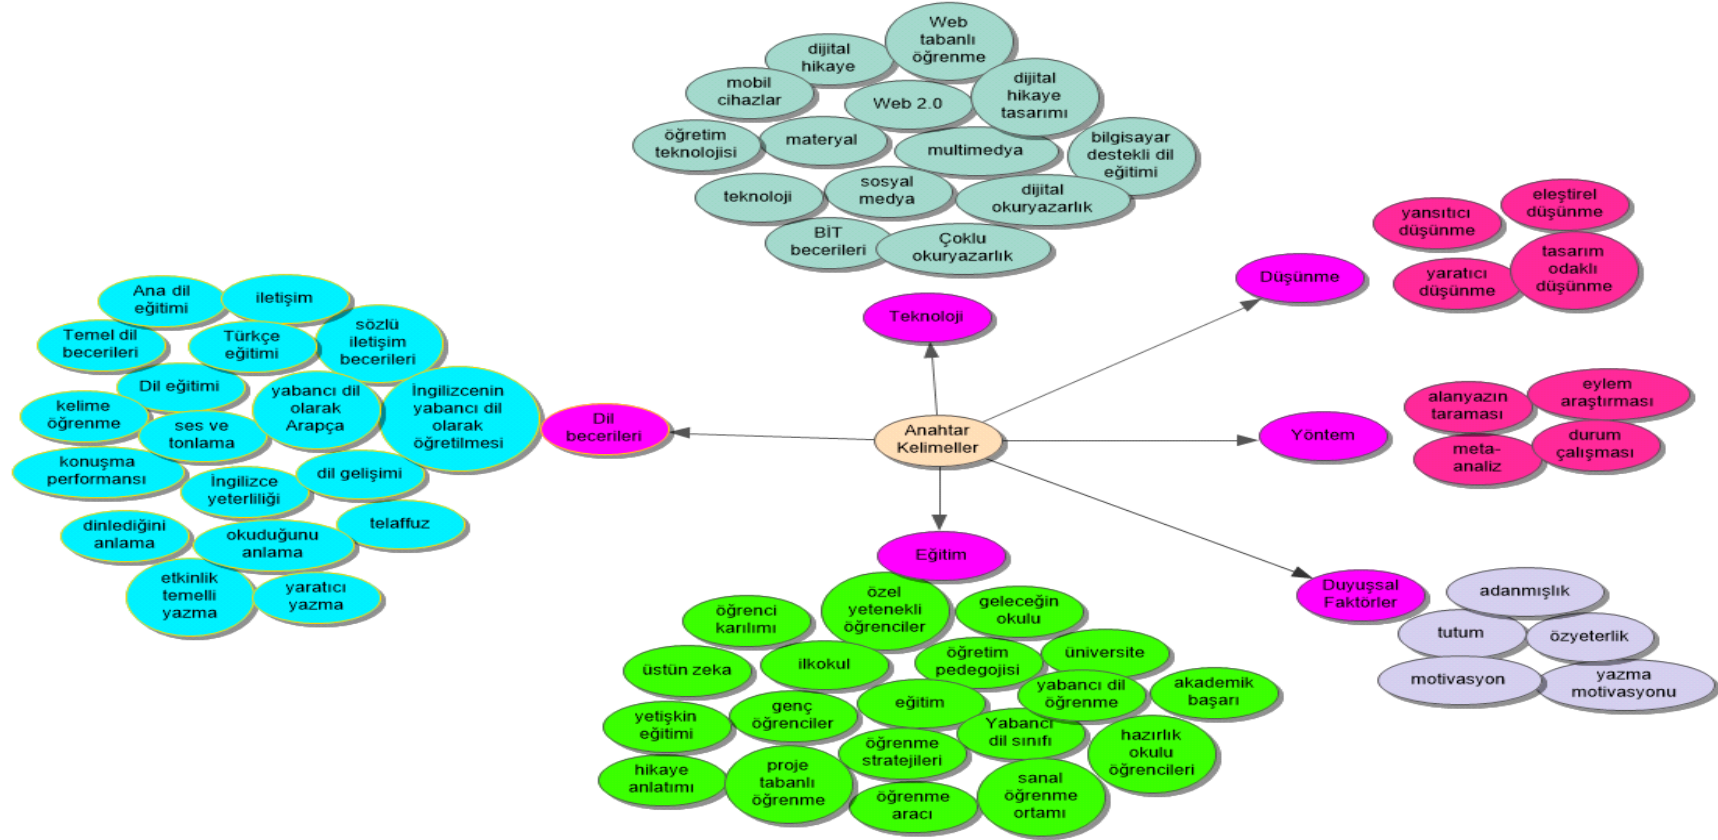 Web
tabanlı
öğrenme
dijital
hikaye
mobil
cihazlar
Web 2.0
dijital
hikaye
tasarımı
öğretim
teknolojisi
materyal
multimedya
bilgisayar
destekli dil
eğitimi
teknoloji
sosyal
medya
dijital
okuryazarlık
BİT
becerileri
Çoklu
okuryazarlık
Teknoloji
Düşünme
yansıtıcı
düşünme
eleştirel
düşünme
yaratıcı
düşünme
tasarım
odaklı
düşünme
Ana dil
eğitimi
iletişim
Temel dil
becerileri
Türkçe
eğitimi
sözlü
iletişim
becerileri
Dil eğitimi
yabancı dil
olarak
Arapça
İngilizcenin
yabancı dil
olarak
öğretilmesi
kelime
öğrenme
ses ve
tonlama
konuşma
performansı
İngilizce
yeterliliği
dil gelişimi
dinlediğini
anlama
okuduğunu
anlama
telaffuz
etkinlik
temelli
yazma
yaratıcı
yazma
Dil
becerileri
Anahtar
Kelimeller
Yöntem
alanyazın
taraması
eylem
araştırması
meta-
analiz
durum
çalışması
Eğitim
öğrenci
karılımı
özel
yetenekli
öğrenciler
geleceğin
okulu
üstün zeka
ilkokul
öğretim
pedegojisi
üniversite
yetişkin
eğitimi
genç
öğrenciler
eğitim
yabancı dil
öğrenme
akademik
başarı
hikaye
anlatımı
proje
tabanlı
öğrenme
öğrenme
stratejileri
Yabancı
dil sınıfı
hazırlık
okulu
öğrencileri
öğrenme
aracı
sanal
öğrenme
ortamı
Duyuşsal
Faktörler
adanmışlık
tutum
özyeterlik
motivasyon
yazma
motivasyonu